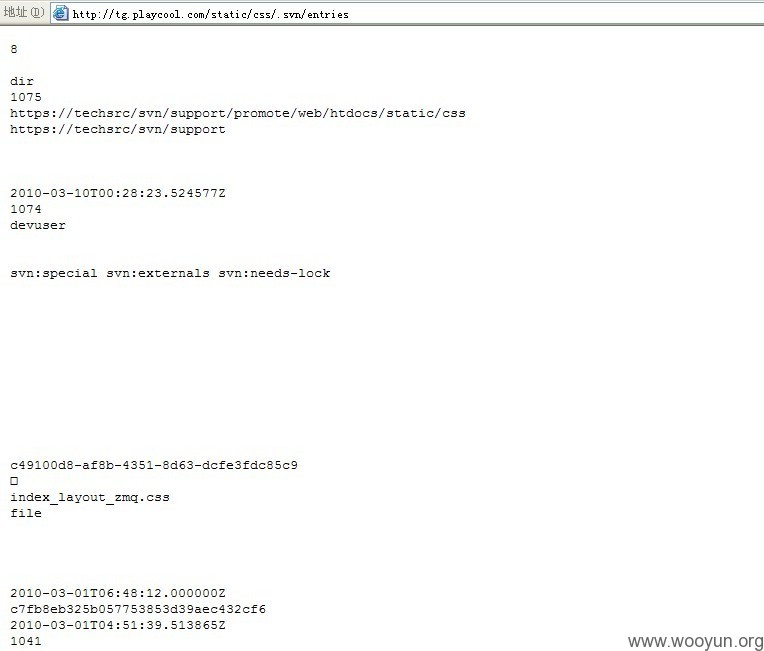 地址(D) http://tg.playcool.com/static/css/.svn/entries
8
dir
1075
https://techsrc/svn/support/promote/web/htdocs/static/css
https://techsrc/svn/support
2010-03-10T00:28:23.524577Z
1074
devuser
svn:special svn:externals svn:needs-lock
c49100d8-af8b-4351-8d63-dcfe3fdc85c9
□
index_layout_zmq.css
file
2010-03-01T06:48:12.000000Z
c7fb8eb325b057753853d39aec432cf6
2010-03-01T04:51:39.513865Z
1041
www.wooyun.org